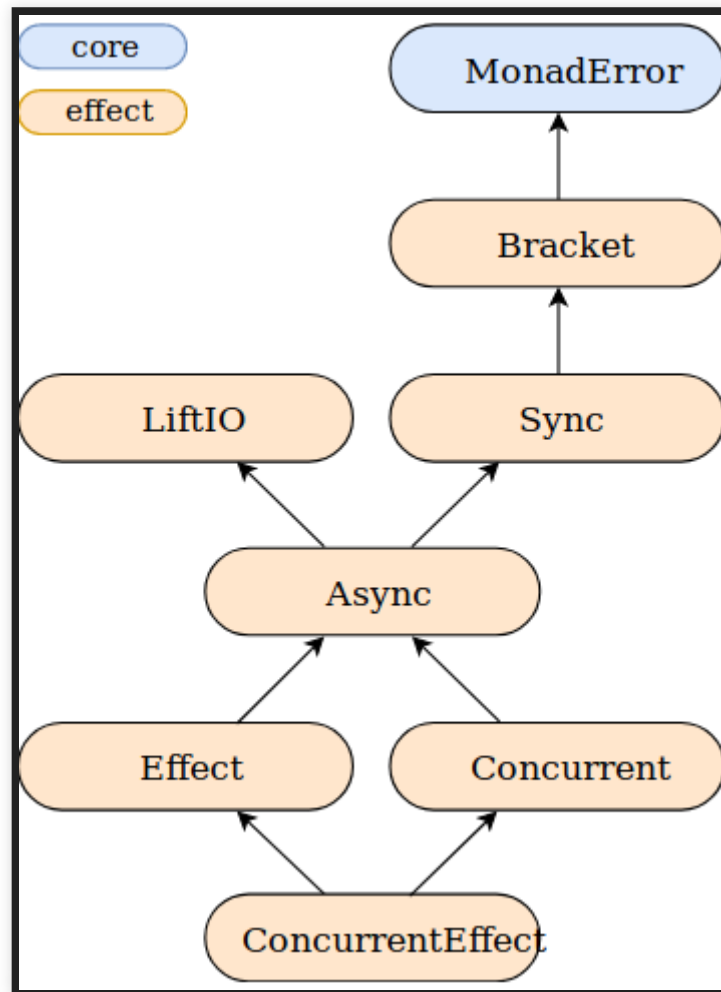 core
MonadError
effect
Bracket
LiftIO
Sync
Async
Effect
Concurrent
ConcurrentEffect